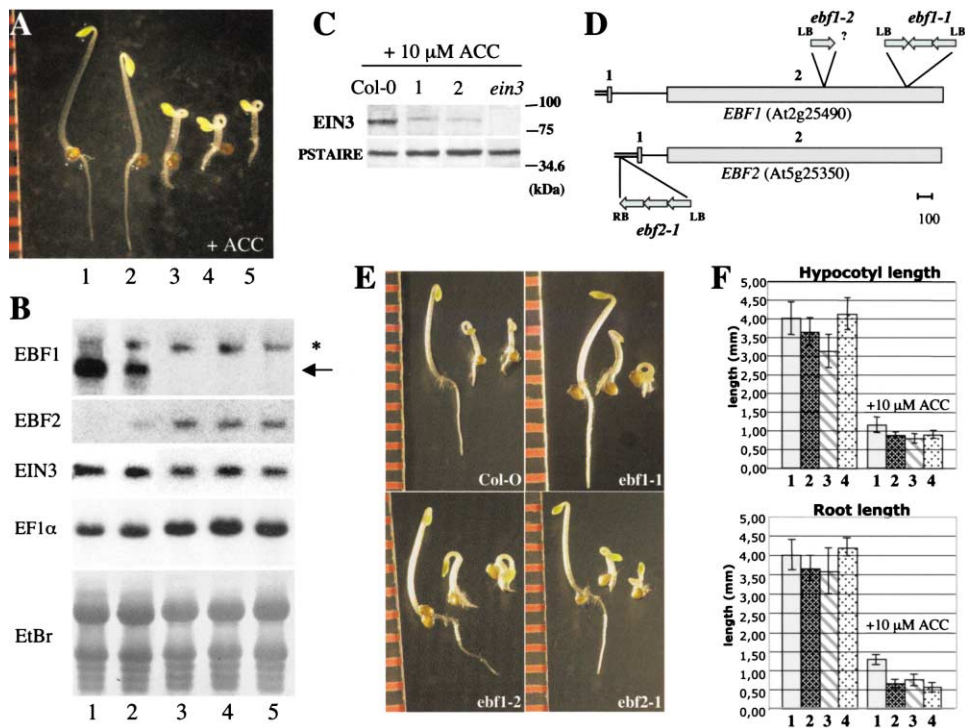 A
+ ACC
1 2 3 4 5
B
EBF1
*
EBF2
EIN3
EF1α
EtBr
1 2 3 4 5
C
+ 10 µM ACC
Col-0 1 2 ein3
EIN3
100
75
PSTAIRE
34.6
(kDa)
D
ebf1-2
ebf1-1
LB ? LB LB
1 2
EBF1 (At2g25490)
1 2
EBF2 (At5g25350)
RB LB
ebf2-1
100
E
Col-O
ebf1-1
ebf1-2
ebf2-1
F
Hypocotyl length
length (mm)
5,00
4,50
4,00
3,50
3,00
2,50
2,00
1,50
1,00
0,50
0,00
+10 µM ACC
1 2 3 4 1 2 3 4
Root length
length (mm)
5,00
4,50
4,00
3,50
3,00
2,50
2,00
1,50
1,00
0,50
0,00
+10 µM ACC
1 2 3 4 1 2 3 4